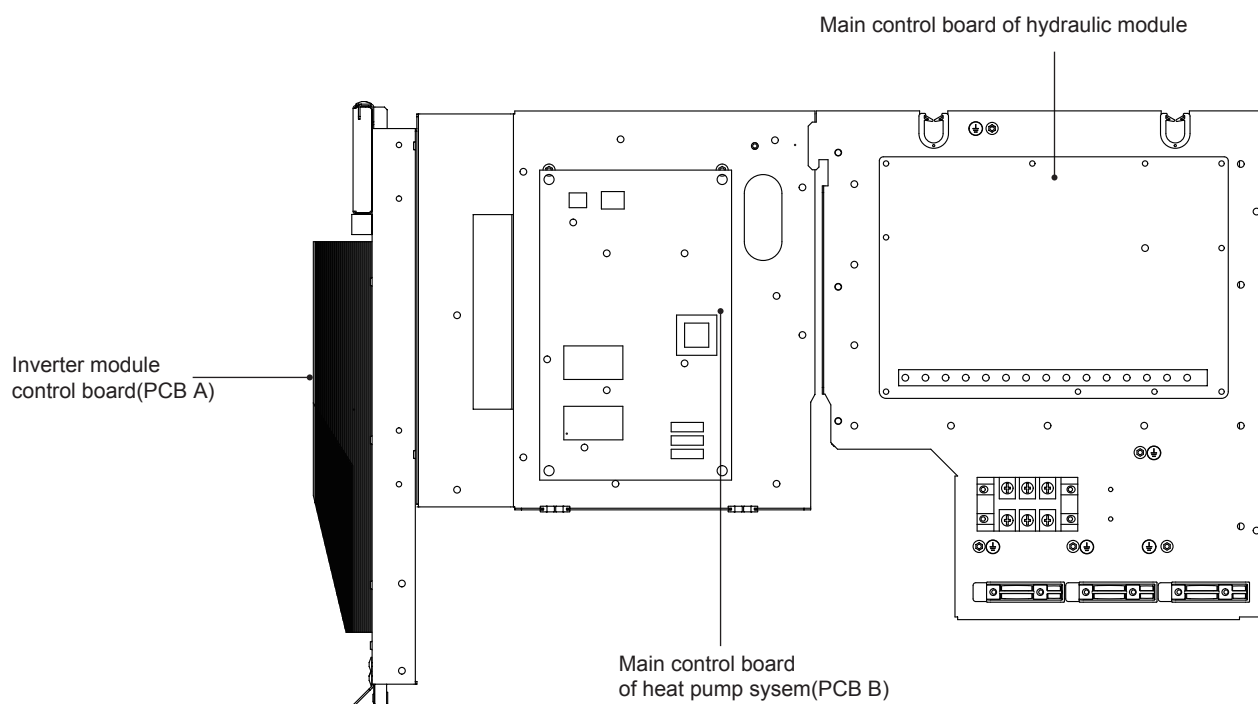 Main control board of hydraulic module
Inverter module
control board(PCB A)
Main control board
of heat pump sysem(PCB B)